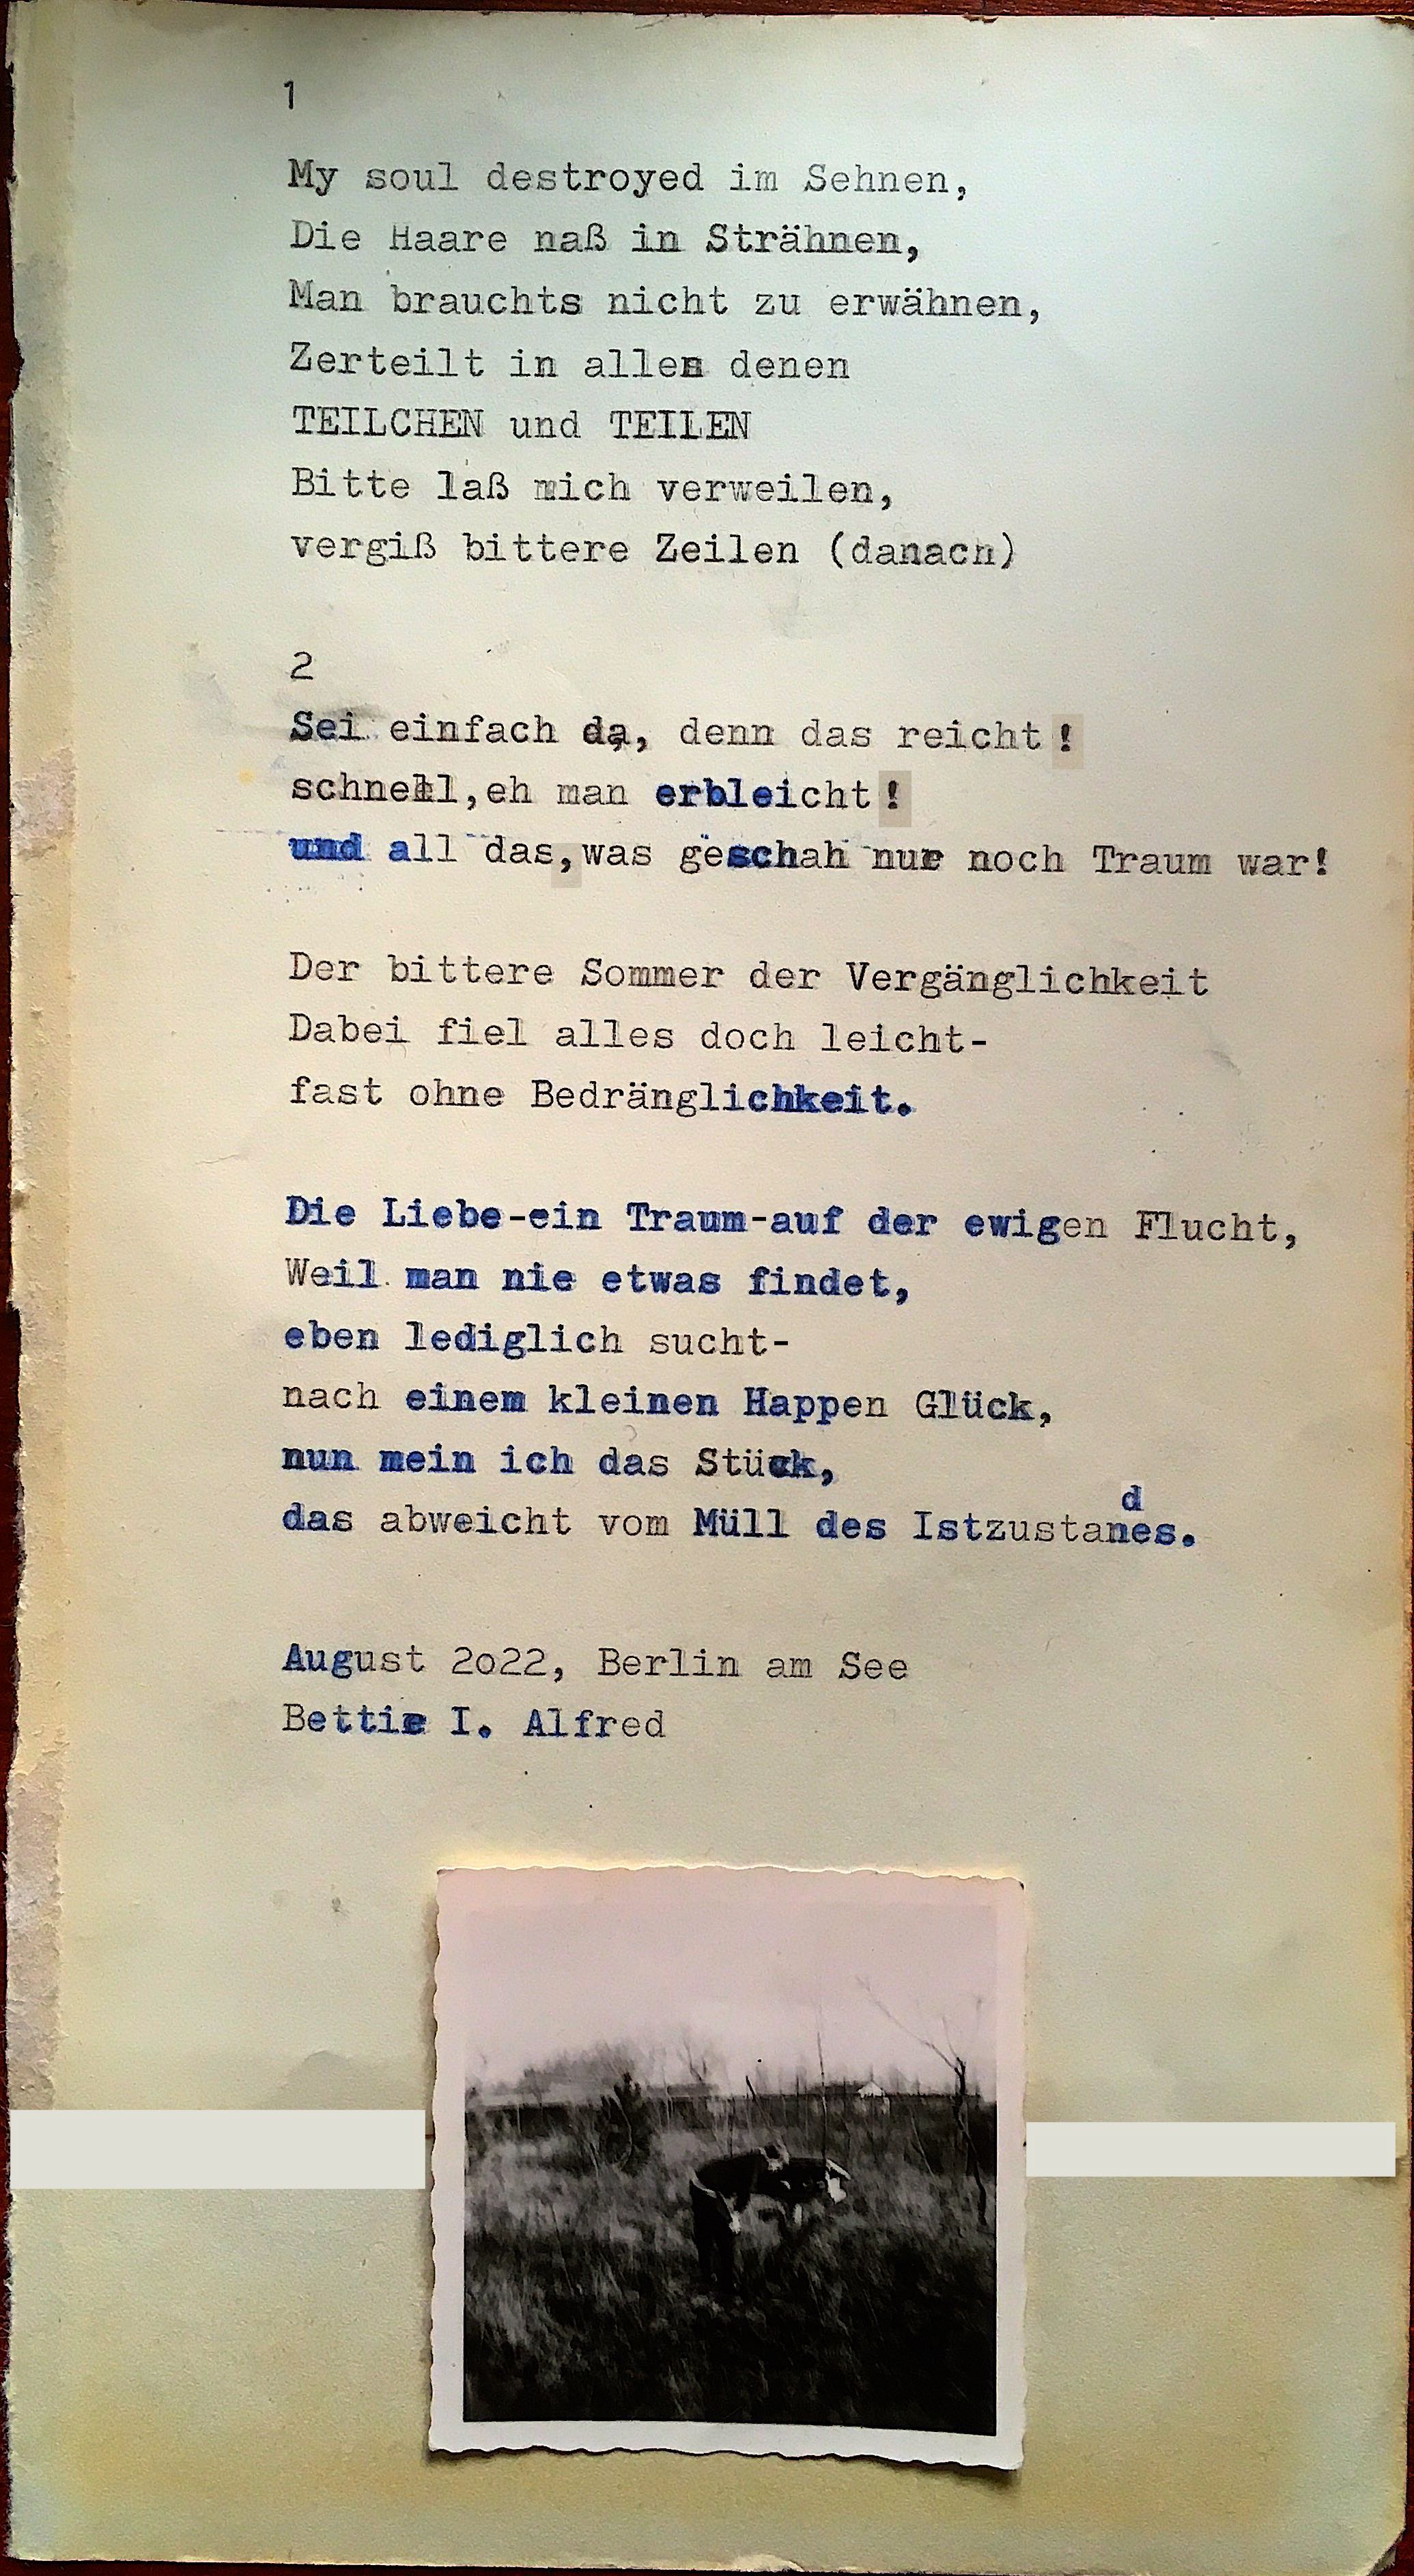 1
My soul destroyed im Sehnen,
Die Haare naß in Strähnen,
Man brauchts nicht zu erwähnen,
Zerteilt in allen denen
TEILCHEN und TEILEN
Bitte laß mich verweilen,
vergiß bittere Zeilen (danach)
2
Sei einfach da, denn das reicht!
schnell,eh man erbleicht!
und all das,was geschah nur noch Traum war!
Der bittere Sommer der Vergänglichkeit
Dabei fiel alles doch leicht-
fast ohne Bedränglichkeit.
Die Liebe-ein Traum-auf der ewigen Flucht,
Weil man nie etwas findet,
eben lediglich sucht-
nach einem kleinen Happen Glück,
nun mein ich das Stück,
das abweicht vom Müll des Istzustandes.
August 2o22, Berlin am See
Bettie I. Alfred